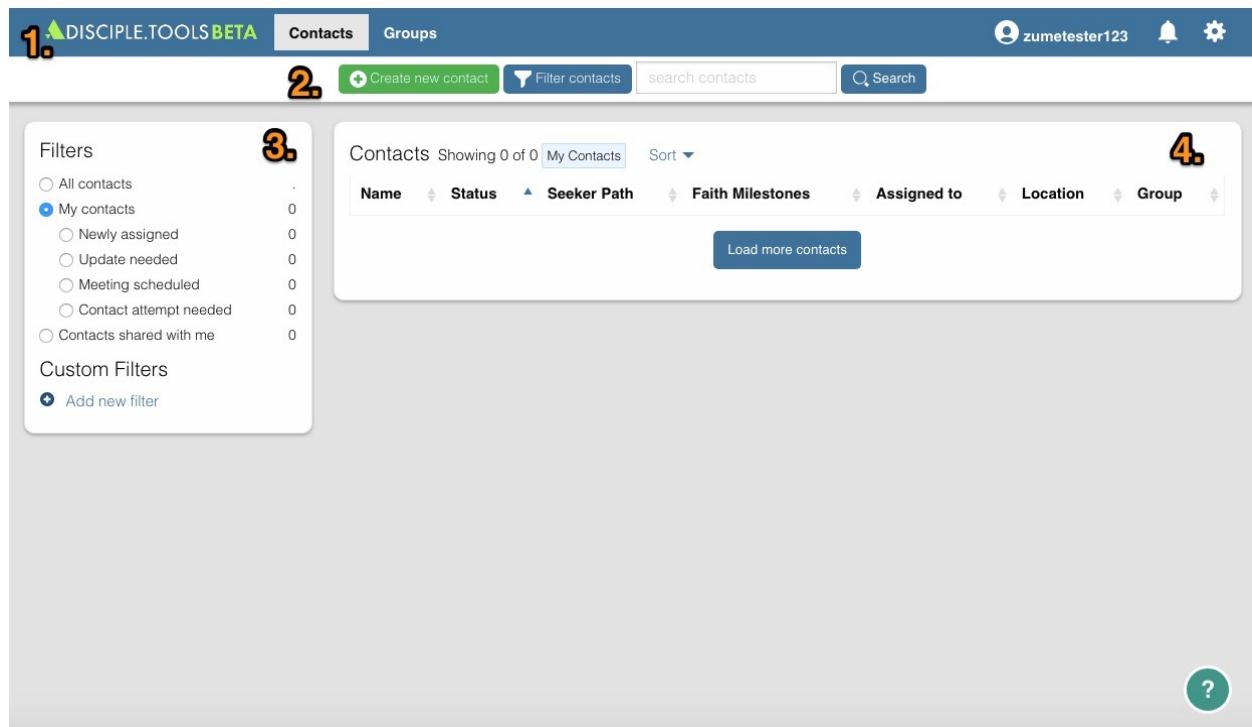 1. DISCIPLE.TOOLS BETA Contacts Groups zumetester123
2. Create new contact Filter contacts search contacts Search
Filters 3.
All contacts .
My contacts 0
Newly assigned 0
Update needed 0
Meeting scheduled 0
Contact attempt needed 0
Contacts shared with me 0
Custom Filters
Add new filter
Contacts Showing 0 of 0 My Contacts Sort 4.
Name Status Seeker Path Faith Milestones Assigned to Location Group
Load more contacts
?